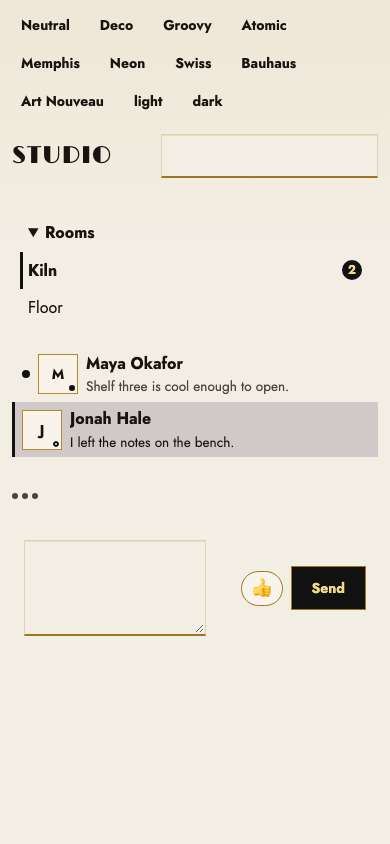 Neutral Deco Groovy Atomic
Memphis Neon Swiss Bauhaus
Art Nouveau light dark
STUDIO
Rooms
Kiln 2
Floor
M Maya Okafor
Shelf three is cool enough to open.
J Jonah Hale
I left the notes on the bench.
Send